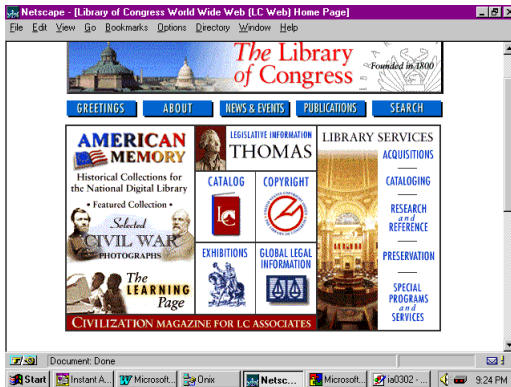 Netscape - [Library of Congress World Wide Web (LC Web) Home Page]
File Edit View Go Bookmarks Options Directory Window Help
The Library
of Congress
Founded in 1800
GREETINGS ABOUT NEWS & EVENTS PUBLICATIONS SEARCH
AMERICAN
MEMORY
Historical Collections for
the National Digital Library
• Featured Collection •
Selected
CIVIL WAR
PHOTOGRAPHS
The
LEARNING
Page
LEGISLATIVE INFORMATION
THOMAS
CATALOG
LC
COPYRIGHT
EXHIBITIONS
GLOBAL LEGAL
INFORMATION
LIBRARY SERVICES
ACQUISITIONS
CATALOGING
RESEARCH
and
REFERENCE
PRESERVATION
SPECIAL
PROGRAMS
and
SERVICES
CIVILIZATION MAGAZINE FOR LC ASSOCIATES
Document: Done
Start Instant A... Microsoft... Onix Netsc... Microsoft... ia0302 - ... 9:24 PM